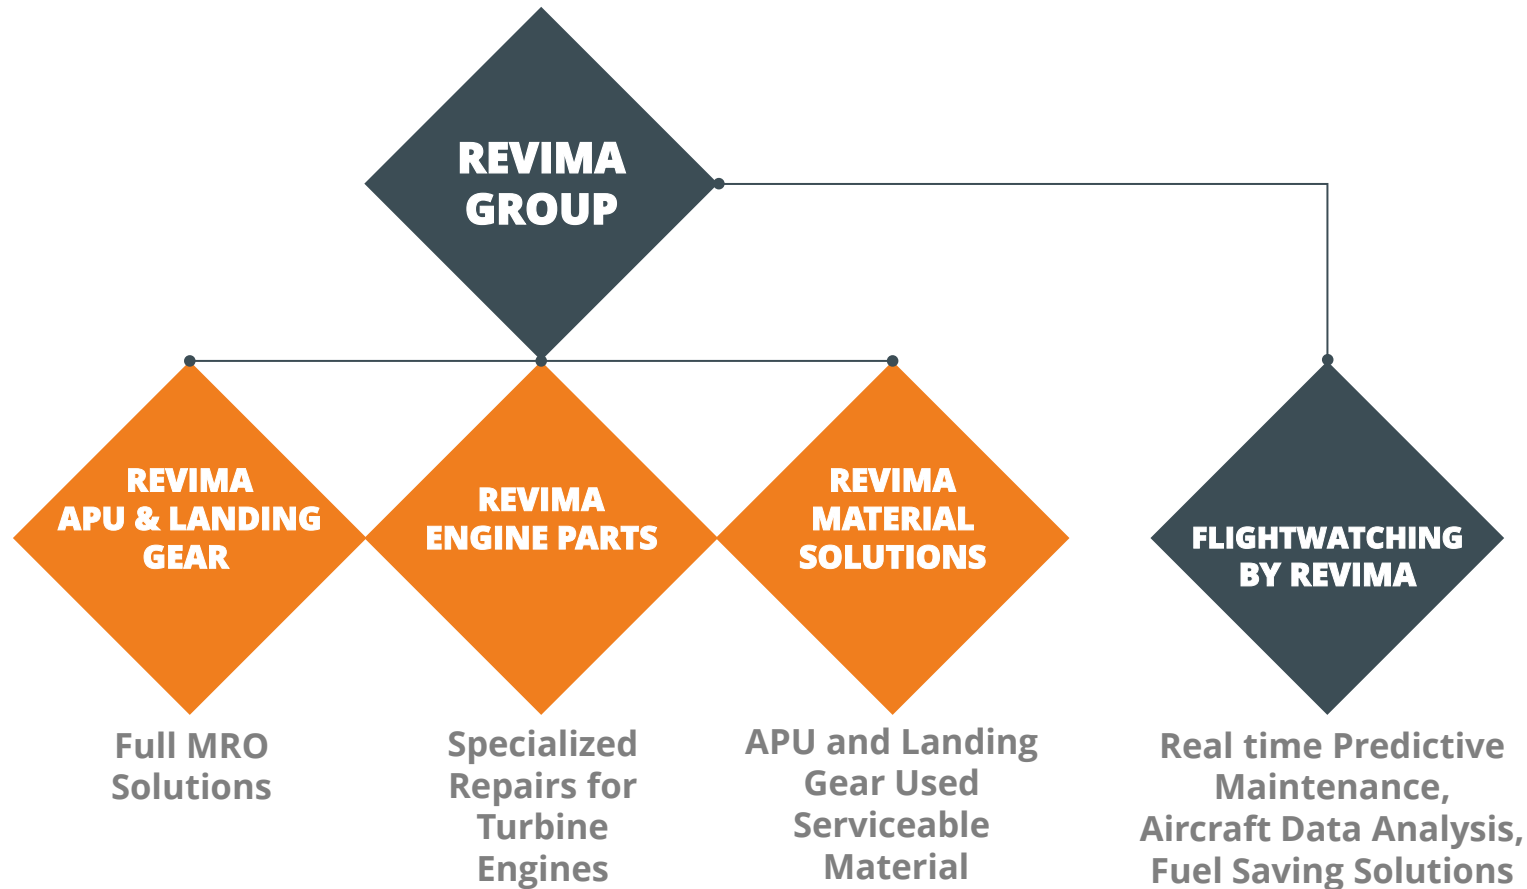 REVIMA
GROUP
REVIMA
APU & LANDING
GEAR
REVIMA
ENGINE PARTS
REVIMA
MATERIAL
SOLUTIONS
FLIGHTWATCHING
BY REVIMA
Full MRO
Solutions
Specialized
Repairs for
Turbine
Engines
APU and Landing
Gear Used
Serviceable
Material
Real time Predictive
Maintenance,
Aircraft Data Analysis,
Fuel Saving Solutions